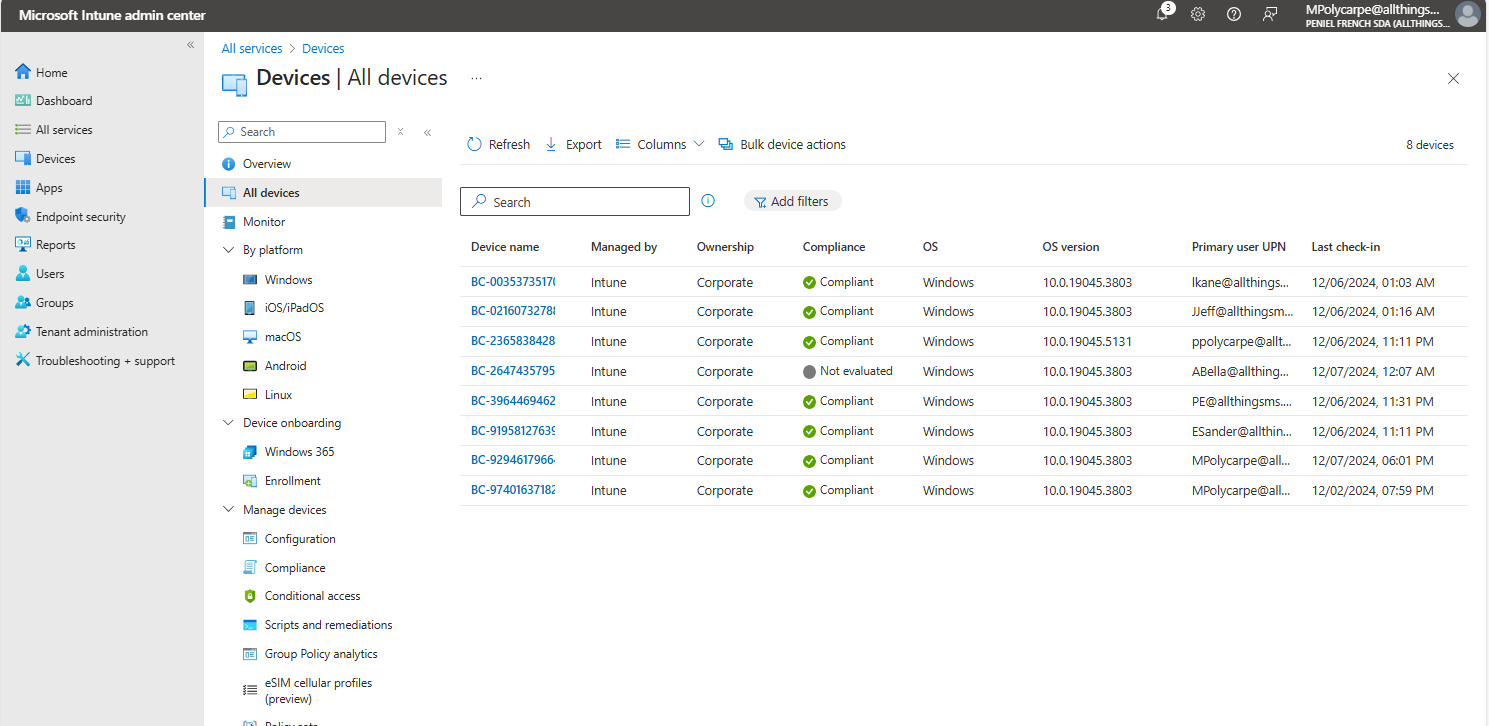 Microsoft Intune admin center
3
MPolycarpe@allthings...
PENIEL FRENCH SDA (ALLTHINGS....
«
Home
Dashboard
All services
Devices
Apps
Endpoint security
Reports
Users
Groups
Tenant administration
Troubleshooting + support
All services > Devices
Devices | All devices ...
Search
«
Overview
All devices
Monitor
By platform
Windows
iOS/iPadOS
macOS
Android
Linux
Device onboarding
Windows 365
Enrollment
Manage devices
Configuration
Compliance
Conditional access
Scripts and remediations
Group Policy analytics
eSIM cellular profiles
(preview)
Policy sets
Refresh Export Columns Bulk device actions 8 devices
Search Add filters
Device name Managed by Ownership Compliance OS OS version Primary user UPN Last check-in
BC-00353735170 Intune Corporate Compliant Windows 10.0.19045.3803 lkane@allthings... 12/06/2024, 01:03 AM
BC-02160732788 Intune Corporate Compliant Windows 10.0.19045.3803 JJeff@allthingsm... 12/06/2024, 01:16 AM
BC-2365838428 Intune Corporate Compliant Windows 10.0.19045.5131 ppolycarpe@allt... 12/06/2024, 11:11 PM
BC-2647435795 Intune Corporate Not evaluated Windows 10.0.19045.3803 ABella@allthing... 12/07/2024, 12:07 AM
BC-3964469462 Intune Corporate Compliant Windows 10.0.19045.3803 PE@allthingsms.... 12/06/2024, 11:31 PM
BC-91958127639 Intune Corporate Compliant Windows 10.0.19045.3803 ESander@allthin... 12/06/2024, 11:11 PM
BC-92946179664 Intune Corporate Compliant Windows 10.0.19045.3803 MPolycarpe@all... 12/07/2024, 06:01 PM
BC-97401637182 Intune Corporate Compliant Windows 10.0.19045.3803 MPolycarpe@all... 12/02/2024, 07:59 PM